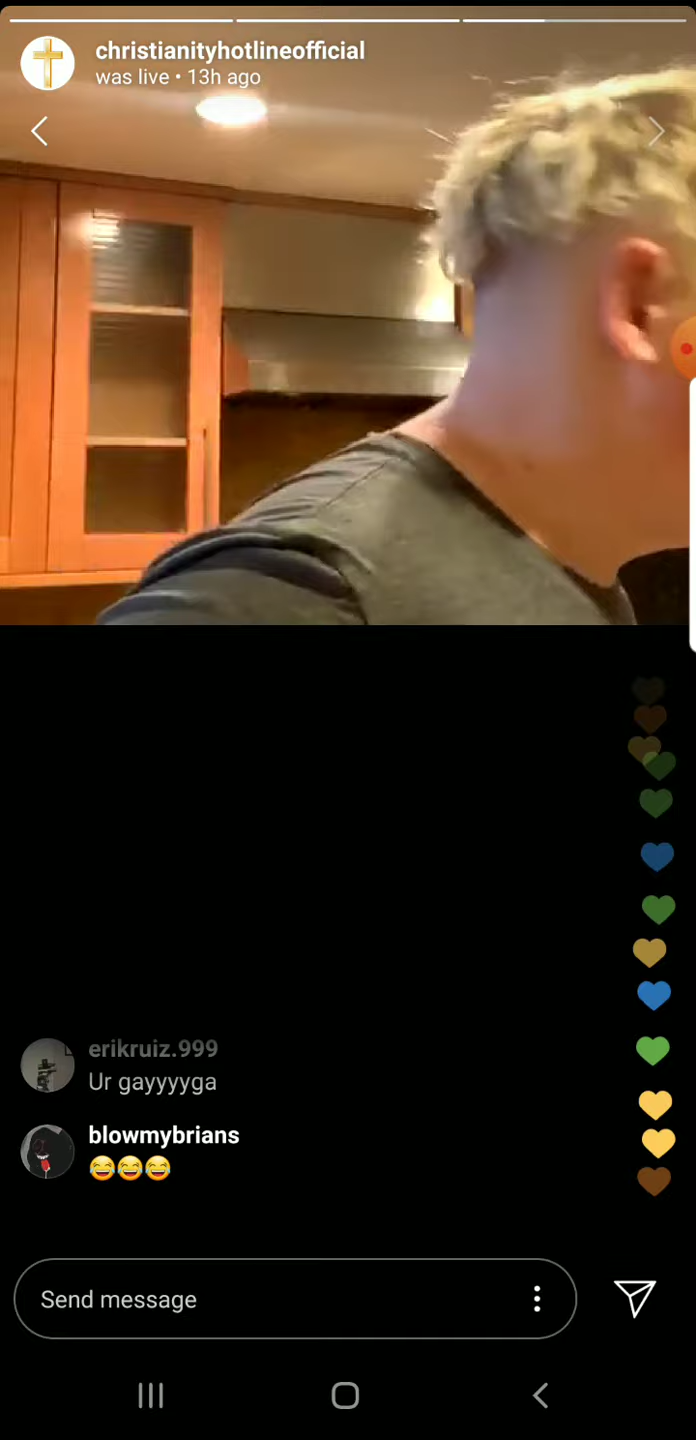 christianityhotlineofficial
was live • 13h ago
erikruiz.999
Ur gayyyyga
blowmybrians
😂😂😂
Send message